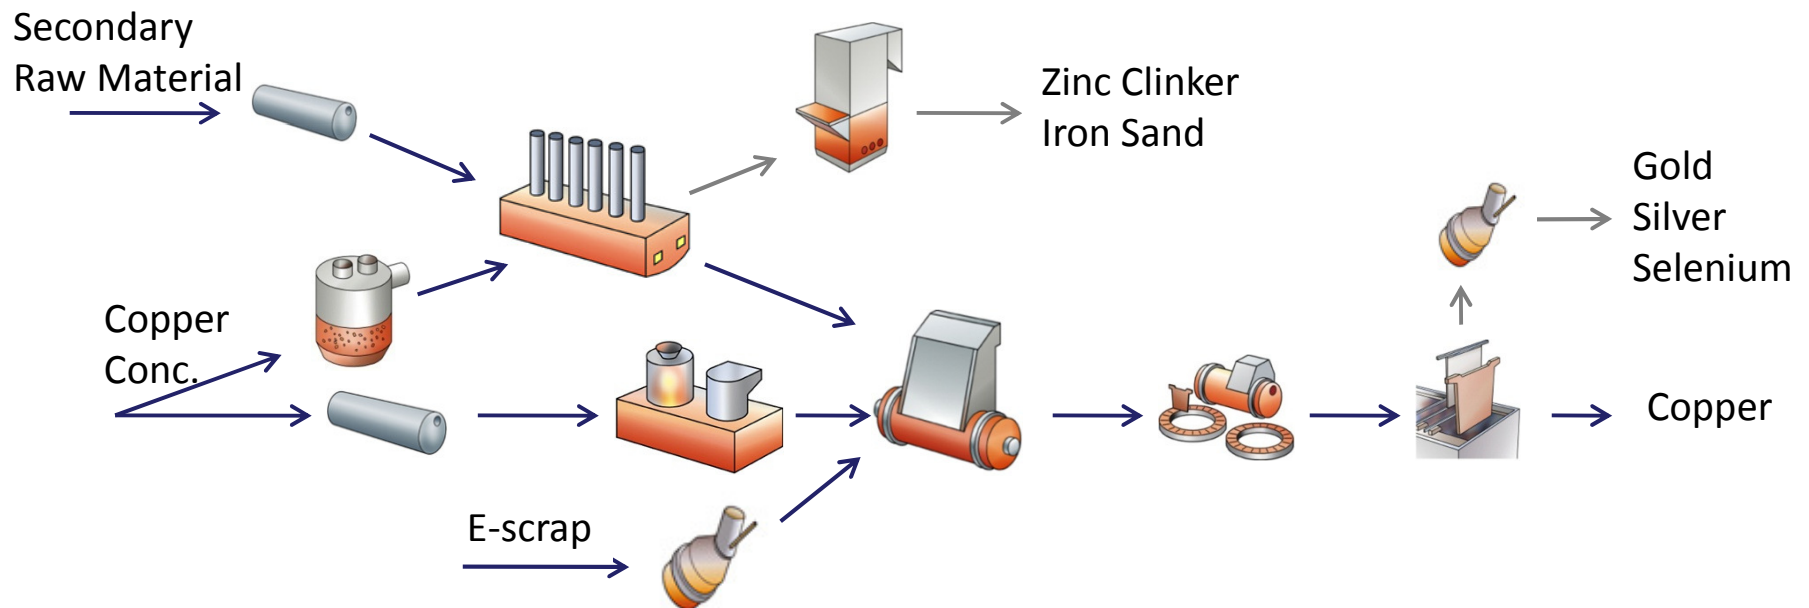 Secondary
Raw Material
Zinc Clinker
Iron Sand
Gold
Silver
Selenium
Copper
Conc.
Copper
E-scrap